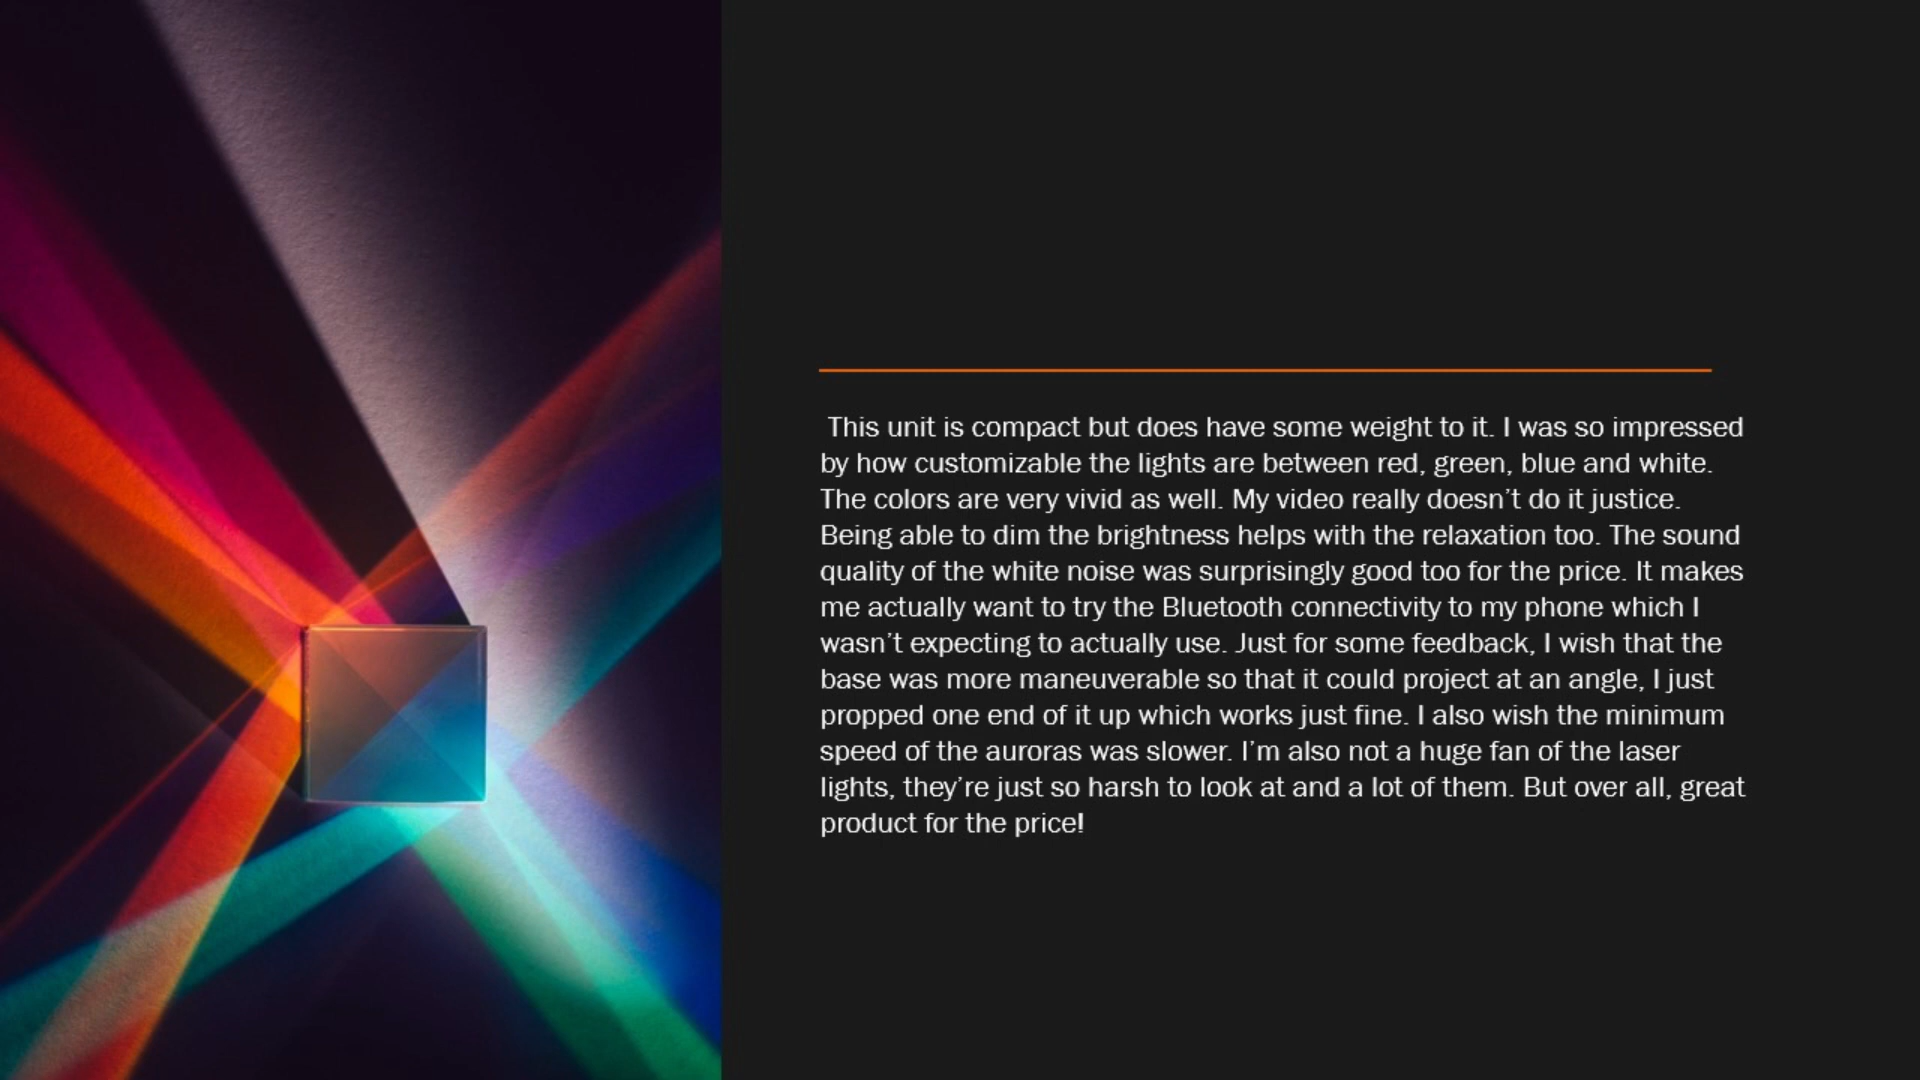 This unit is compact but does have some weight to it. I was so impressed
by how customizable the lights are between red, green, blue and white.
The colors are very vivid as well. My video really doesn’t do it justice.
Being able to dim the brightness helps with the relaxation too. The sound
quality of the white noise was surprisingly good too for the price. It makes
me actually want to try the Bluetooth connectivity to my phone which I
wasn’t expecting to actually use. Just for some feedback, I wish that the
base was more maneuverable so that it could project at an angle, I just
propped one end of it up which works just fine. I also wish the minimum
speed of the auroras was slower. I’m also not a huge fan of the laser
lights, they’re just so harsh to look at and a lot of them. But over all, great
product for the price!